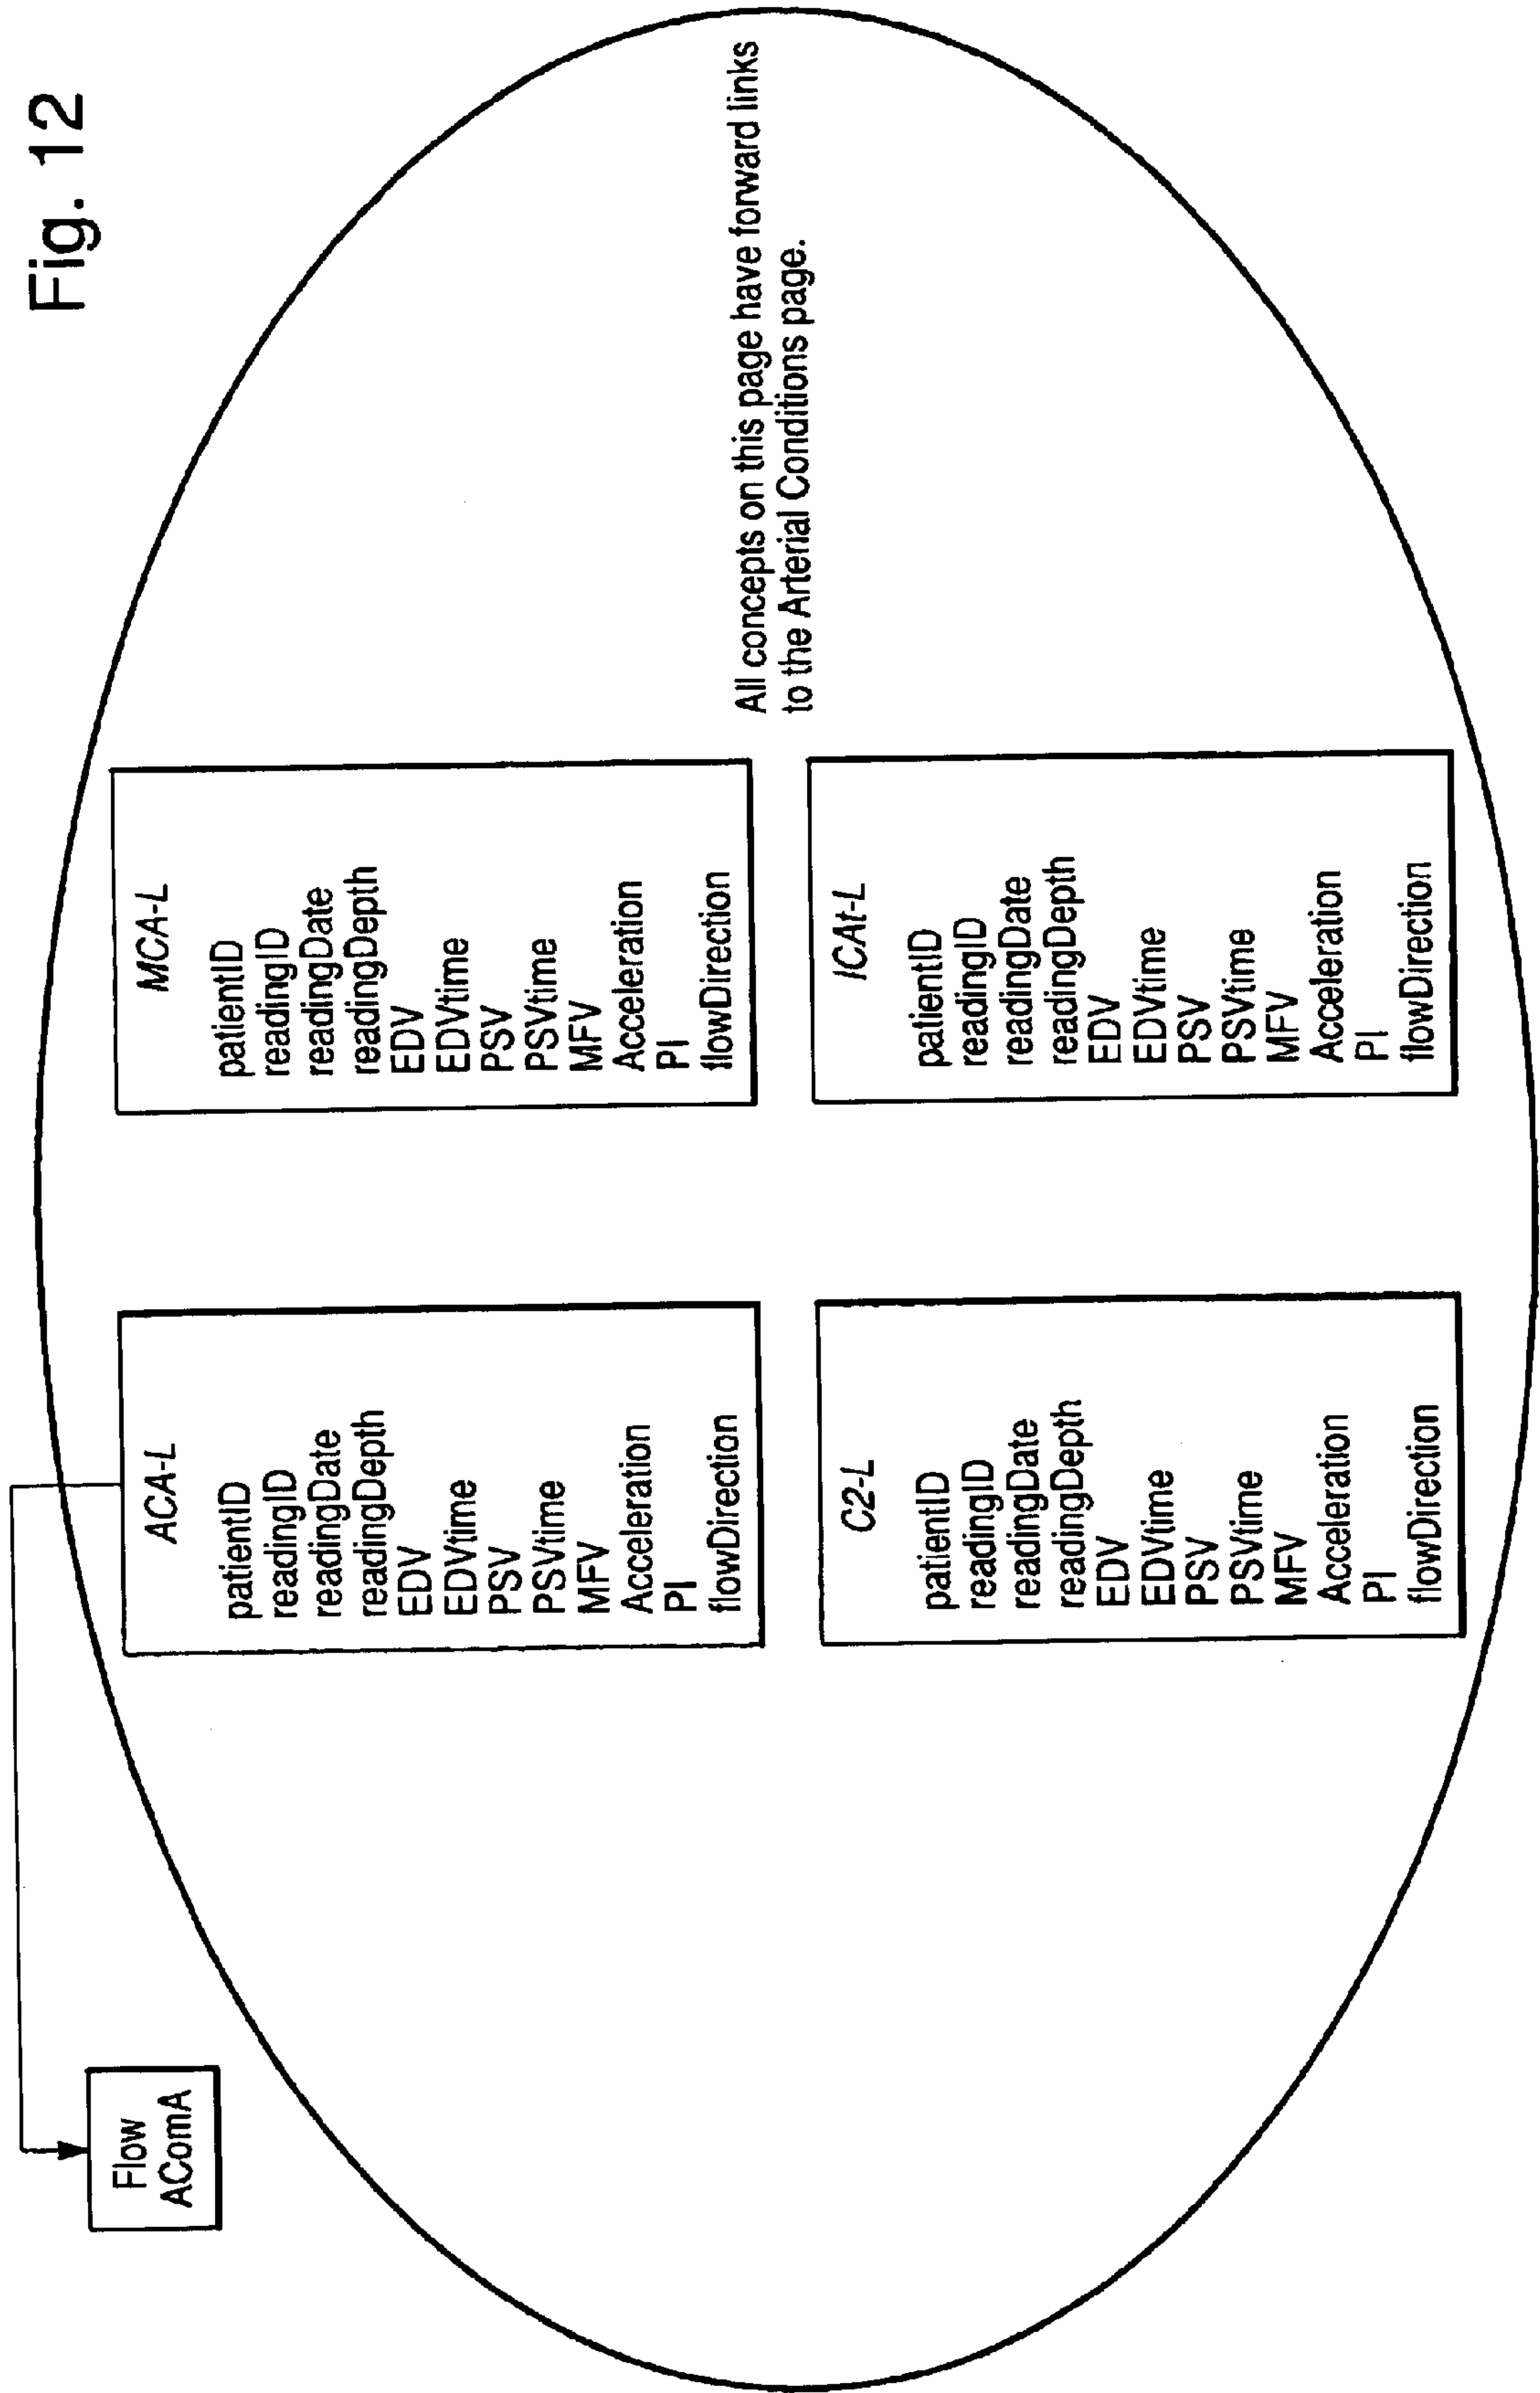 Fig. 12
Flow
AComA
ACA-L
patientID
readingID
readingDate
readingDepth
EDV
EDVtime
PSV
PSVtime
MFV
Acceleration
PI
flowDirection
MCA-L
patientID
readingID
readingDate
readingDepth
EDV
EDVtime
PSV
PSVtime
MFV
Acceleration
PI
flowDirection
C2-L
patientID
readingID
readingDate
readingDepth
EDV
EDVtime
PSV
PSVtime
MFV
Acceleration
PI
flowDirection
ICAt-L
patientID
readingID
readingDate
readingDepth
EDV
EDVtime
PSV
PSVtime
MFV
Acceleration
PI
flowDirection
All concepts on this page have forward links
to the Arterial Conditions page.